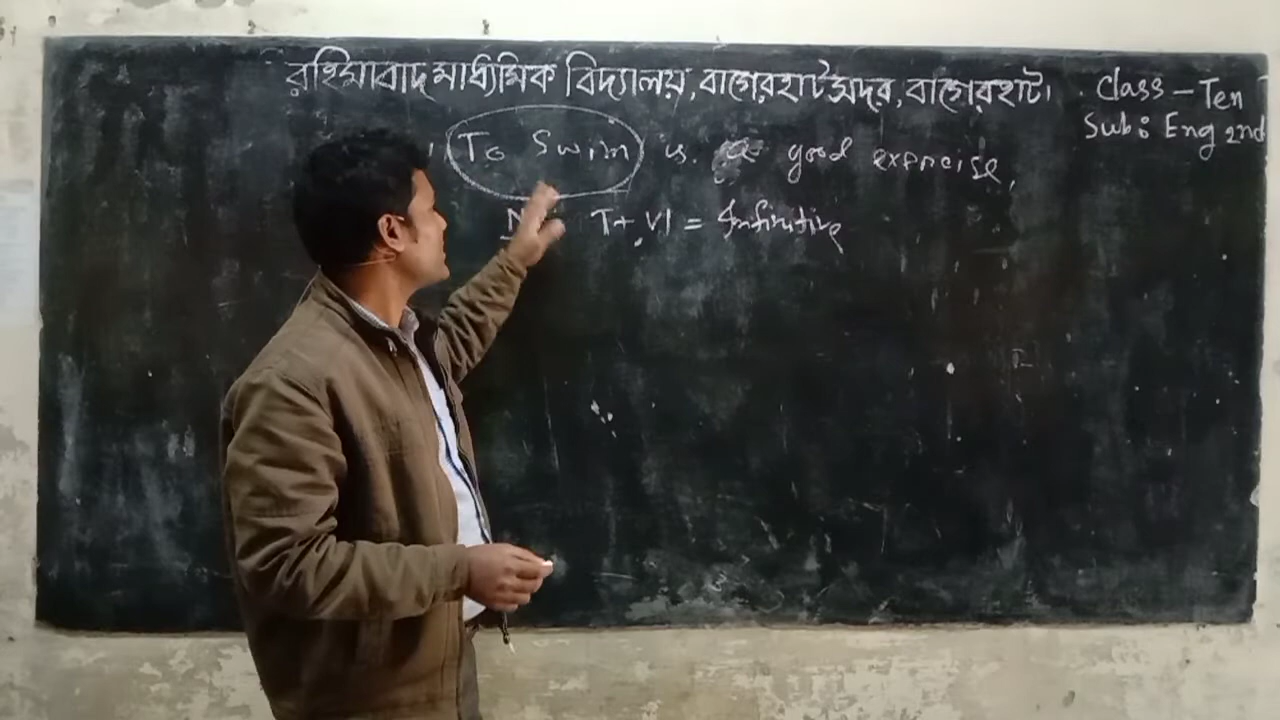 রহিমাবাদ মাধ্যমিক বিদ্যালয়, বাগেরহাট সদর, বাগেরহাট।
Class - Ten
Sub: Eng 2nd
To Swim is a good exercise,
T+V1 = Infinitive